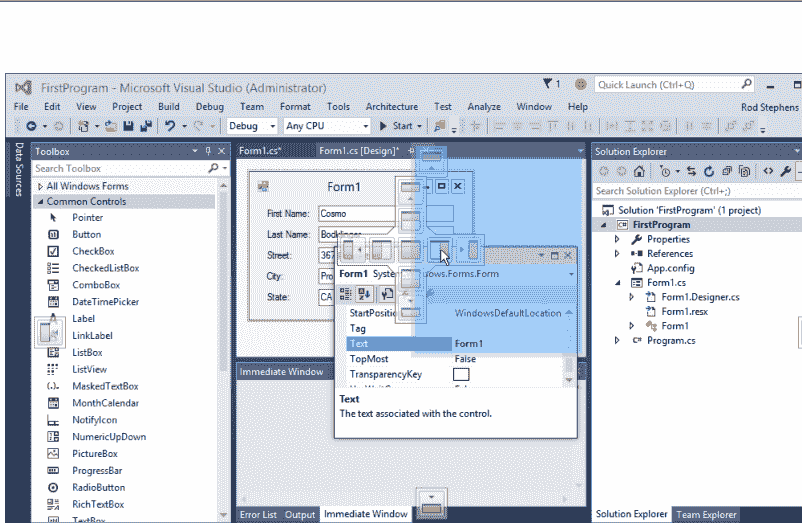 FirstProgram - Microsoft Visual Studio (Administrator)
1
Quick Launch (Ctrl+Q)
File Edit View Project Build Debug Team Format Tools Architecture Test Analyze Window Help
Rod Stephens
Debug Any CPU Start
Data Sources
Toolbox
Search Toolbox
All Windows Forms
Common Controls
Pointer
Button
CheckBox
CheckedListBox
ComboBox
DateTimePicker
Label
LinkLabel
ListBox
ListView
MaskedTextBox
MonthCalendar
NotifyIcon
NumericUpDown
PictureBox
ProgressBar
RadioButton
RichTextBox
TextBox
Form1.cs* Form1.cs [Design]*
Form1
First Name: Cosmo
Last Name:
Street: 367
City: Pro
State: CA
Form1
StartPositio WindowsDefaultLocation
Tag
Text Form1
TopMost False
TransparencyKey
Text
The text associated with the control.
Immediate Window
Error List Output Immediate Window
Solution Explorer
Search Solution Explorer (Ctrl+;)
Solution 'FirstProgram' (1 project)
FirstProgram
Properties
References
App.config
Form1.cs
Form1.Designer.cs
Form1.resx
Form1
Program.cs
Solution Explorer Team Explorer